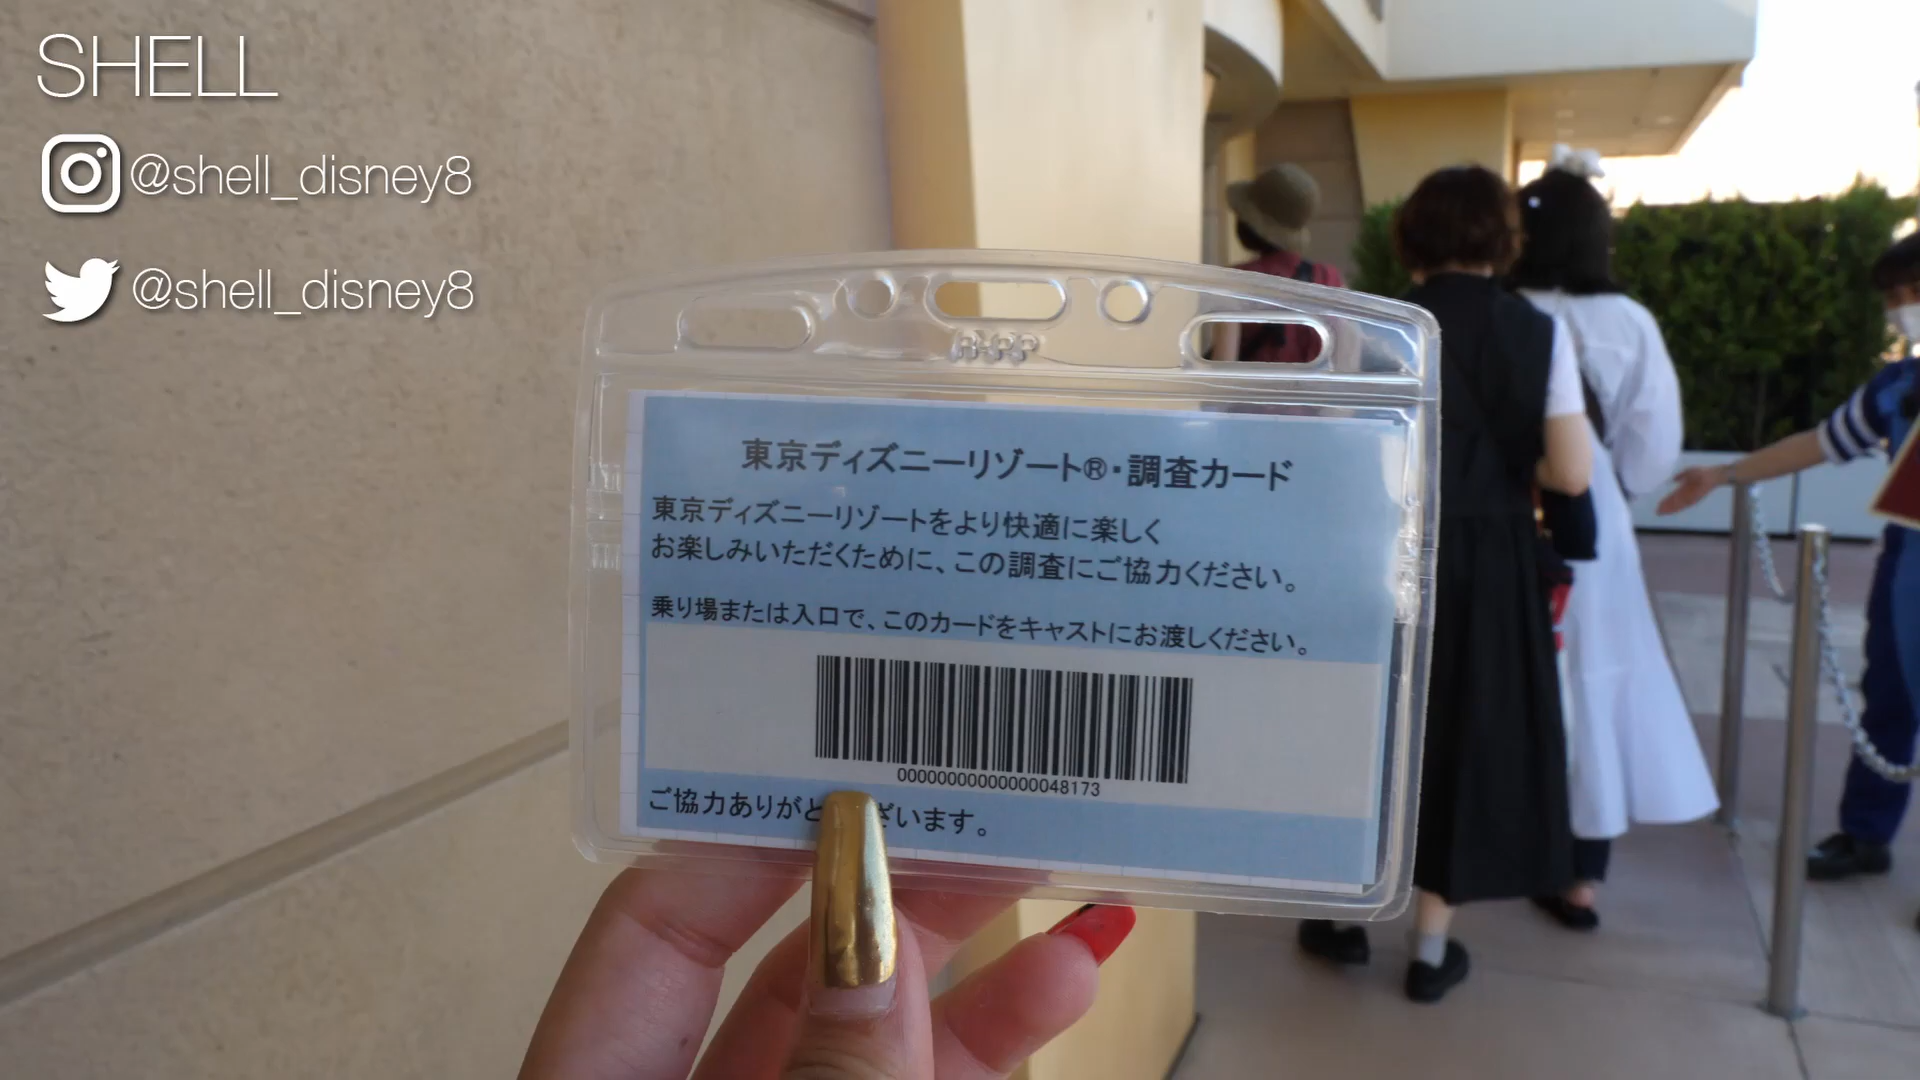 SHELL
@shell_disney8
@shell_disney8
東京ディズニーリゾート®・調査カード
東京ディズニーリゾートをより快適に楽しく
お楽しみいただくために、この調査にご協力ください。
乗り場または入口で、このカードをキャストにお渡しください。
00000000000000048173
ご協力ありがと ざいます。